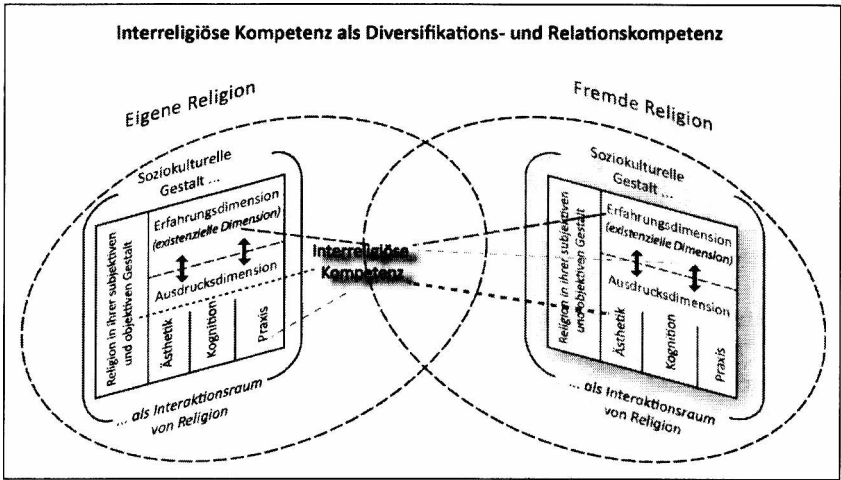 Interreligiöse Kompetenz als Diversifikations- und Relationskompetenz
Eigene Religion
Soziokulturelle
Gestalt ...
Religion in ihrer subjektiven
und objektiven Gestalt
Erfahrungsdimension
(existenzielle Dimension)
Ausdrucksdimension
Ästhetik
Kognition
Praxis
... als Interaktionsraum
von Religion
Interreligiöse
Kompetenz
Fremde Religion
Soziokulturelle
Gestalt ...
Religion in ihrer subjektiven
und objektiven Gestalt
Erfahrungsdimension
(existenzielle Dimension)
Ausdrucksdimension
Ästhetik
Kognition
Praxis
... als Interaktionsraum
von Religion